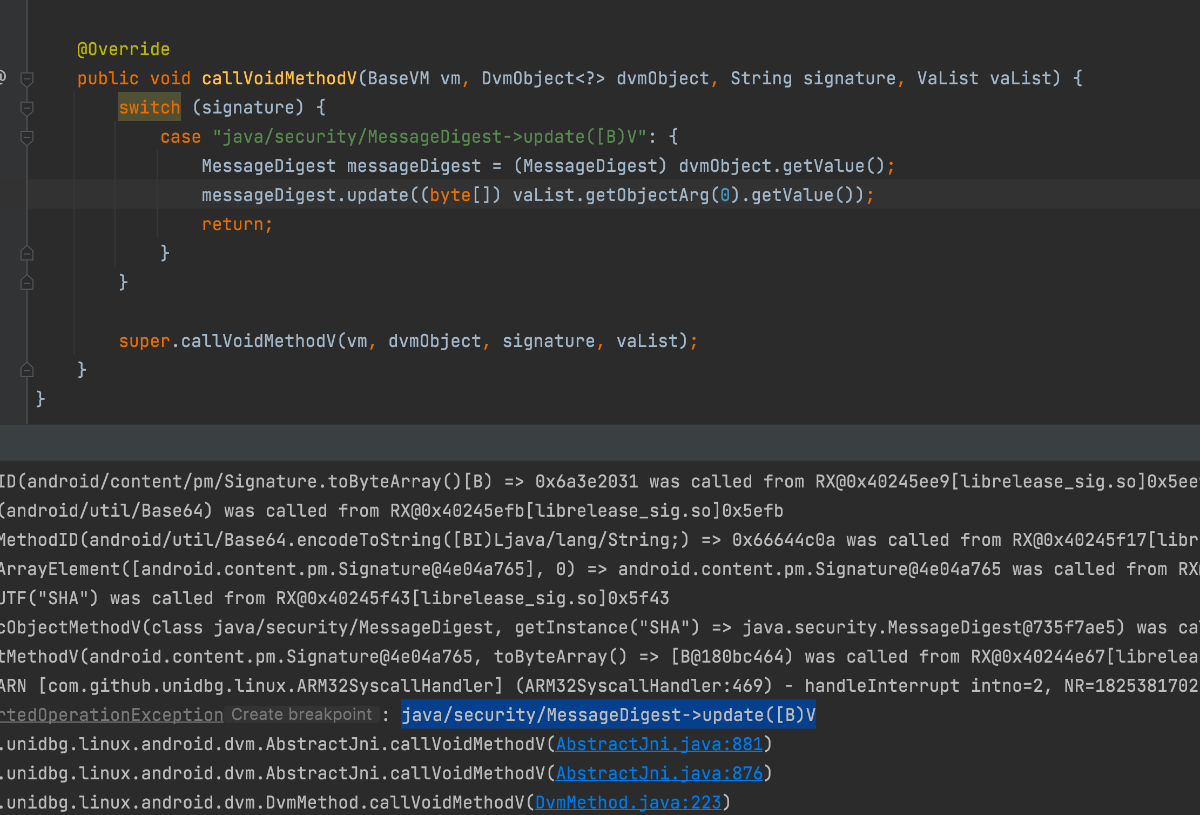 @Override
public void callVoidMethodV(BaseVM vm, DvmObject<?> dvmObject, String signature, VaList vaList) {
switch (signature) {
case "java/security/MessageDigest->update([B)V": {
MessageDigest messageDigest = (MessageDigest) dvmObject.getValue();
messageDigest.update((byte[]) vaList.getObjectArg(0).getValue());
return;
}
}
super.callVoidMethodV(vm, dvmObject, signature, vaList);
}
}
ID(android/content/pm/Signature.toByteArray()[B) => 0x6a3e2031 was called from RX@0x40245ee9[librelease_sig.so]0x5ee
(android/util/Base64) was called from RX@0x40245efb[librelease_sig.so]0x5efb
MethodID(android/util/Base64.encodeToString([BI)Ljava/lang/String;) => 0x66644c0a was called from RX@0x40245f17[libr
ArrayElement([android.content.pm.Signature@4e04a765], 0) => android.content.pm.Signature@4e04a765 was called from RX
UTF("SHA") was called from RX@0x40245f43[librelease_sig.so]0x5f43
cObjectMethodV(class java/security/MessageDigest, getInstance("SHA") => java.security.MessageDigest@735f7ae5) was ca
tMethodV(android.content.pm.Signature@4e04a765, toByteArray() => [B@180bc464) was called from RX@0x40244e67[librelea
ARN [com.github.unidbg.linux.ARM32SyscallHandler] (ARM32SyscallHandler:469) - handleInterrupt intno=2, NR=1825381702
rtedOperationException Create breakpoint : java/security/MessageDigest->update([B)V
.unidbg.linux.android.dvm.AbstractJni.callVoidMethodV(AbstractJni.java:881)
.unidbg.linux.android.dvm.AbstractJni.callVoidMethodV(AbstractJni.java:876)
.unidbg.linux.android.dvm.DvmMethod.callVoidMethodV(DvmMethod.java:223)